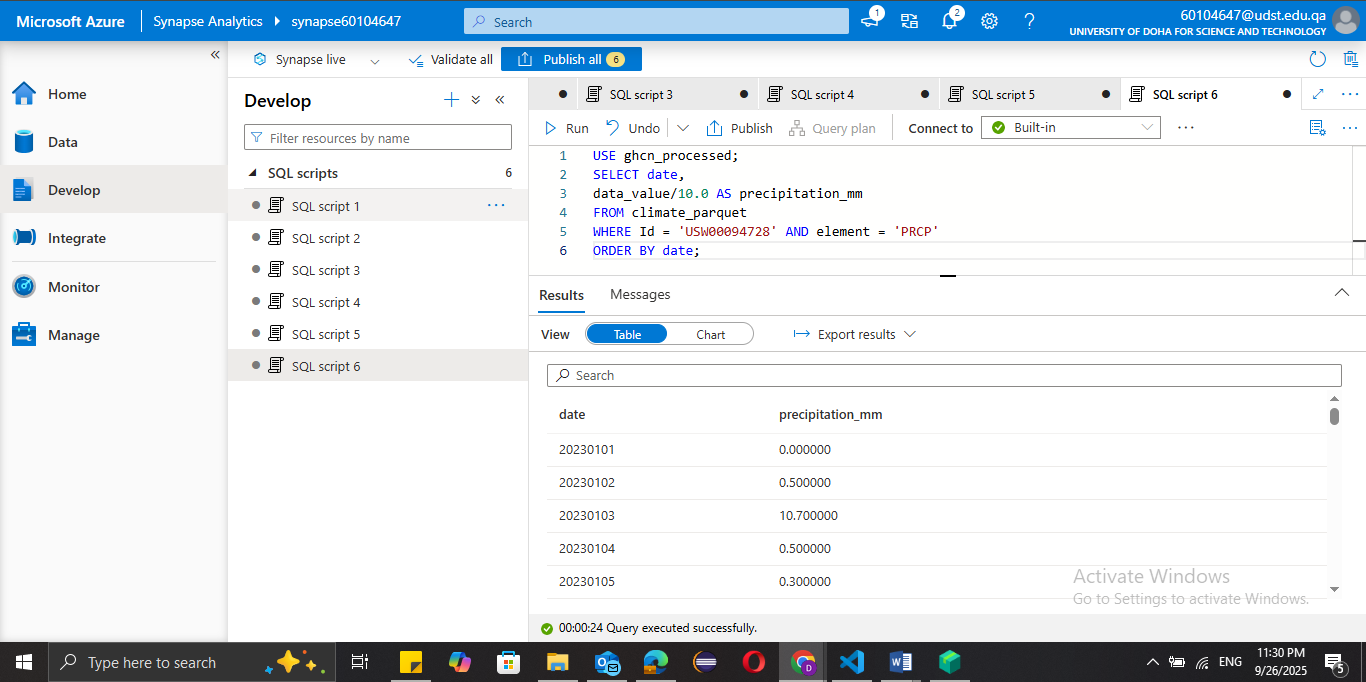 Microsoft Azure
Synapse Analytics
synapse60104647
Search
1
2
60104647@udst.edu.qa
UNIVERSITY OF DOHA FOR SCIENCE AND TECHNOLOGY
Home
Data
Develop
Integrate
Monitor
Manage
Synapse live
Validate all
Publish all 6
Develop
Filter resources by name
SQL scripts 6
SQL script 1
SQL script 2
SQL script 3
SQL script 4
SQL script 5
SQL script 6
SQL script 3
SQL script 4
SQL script 5
SQL script 6
Run
Undo
Publish
Query plan
Connect to
Built-in
1 USE ghcn_processed;
2 SELECT date,
3 data_value/10.0 AS precipitation_mm
4 FROM climate_parquet
5 WHERE Id = 'USW00094728' AND element = 'PRCP'
6 ORDER BY date;
Results
Messages
View
Table
Chart
Export results
Search
date precipitation_mm
20230101 0.000000
20230102 0.500000
20230103 10.700000
20230104 0.500000
20230105 0.300000
Activate Windows
Go to Settings to activate Windows.
00:00:24 Query executed successfully.
Type here to search
D
ENG
11:30 PM
9/26/2025
5